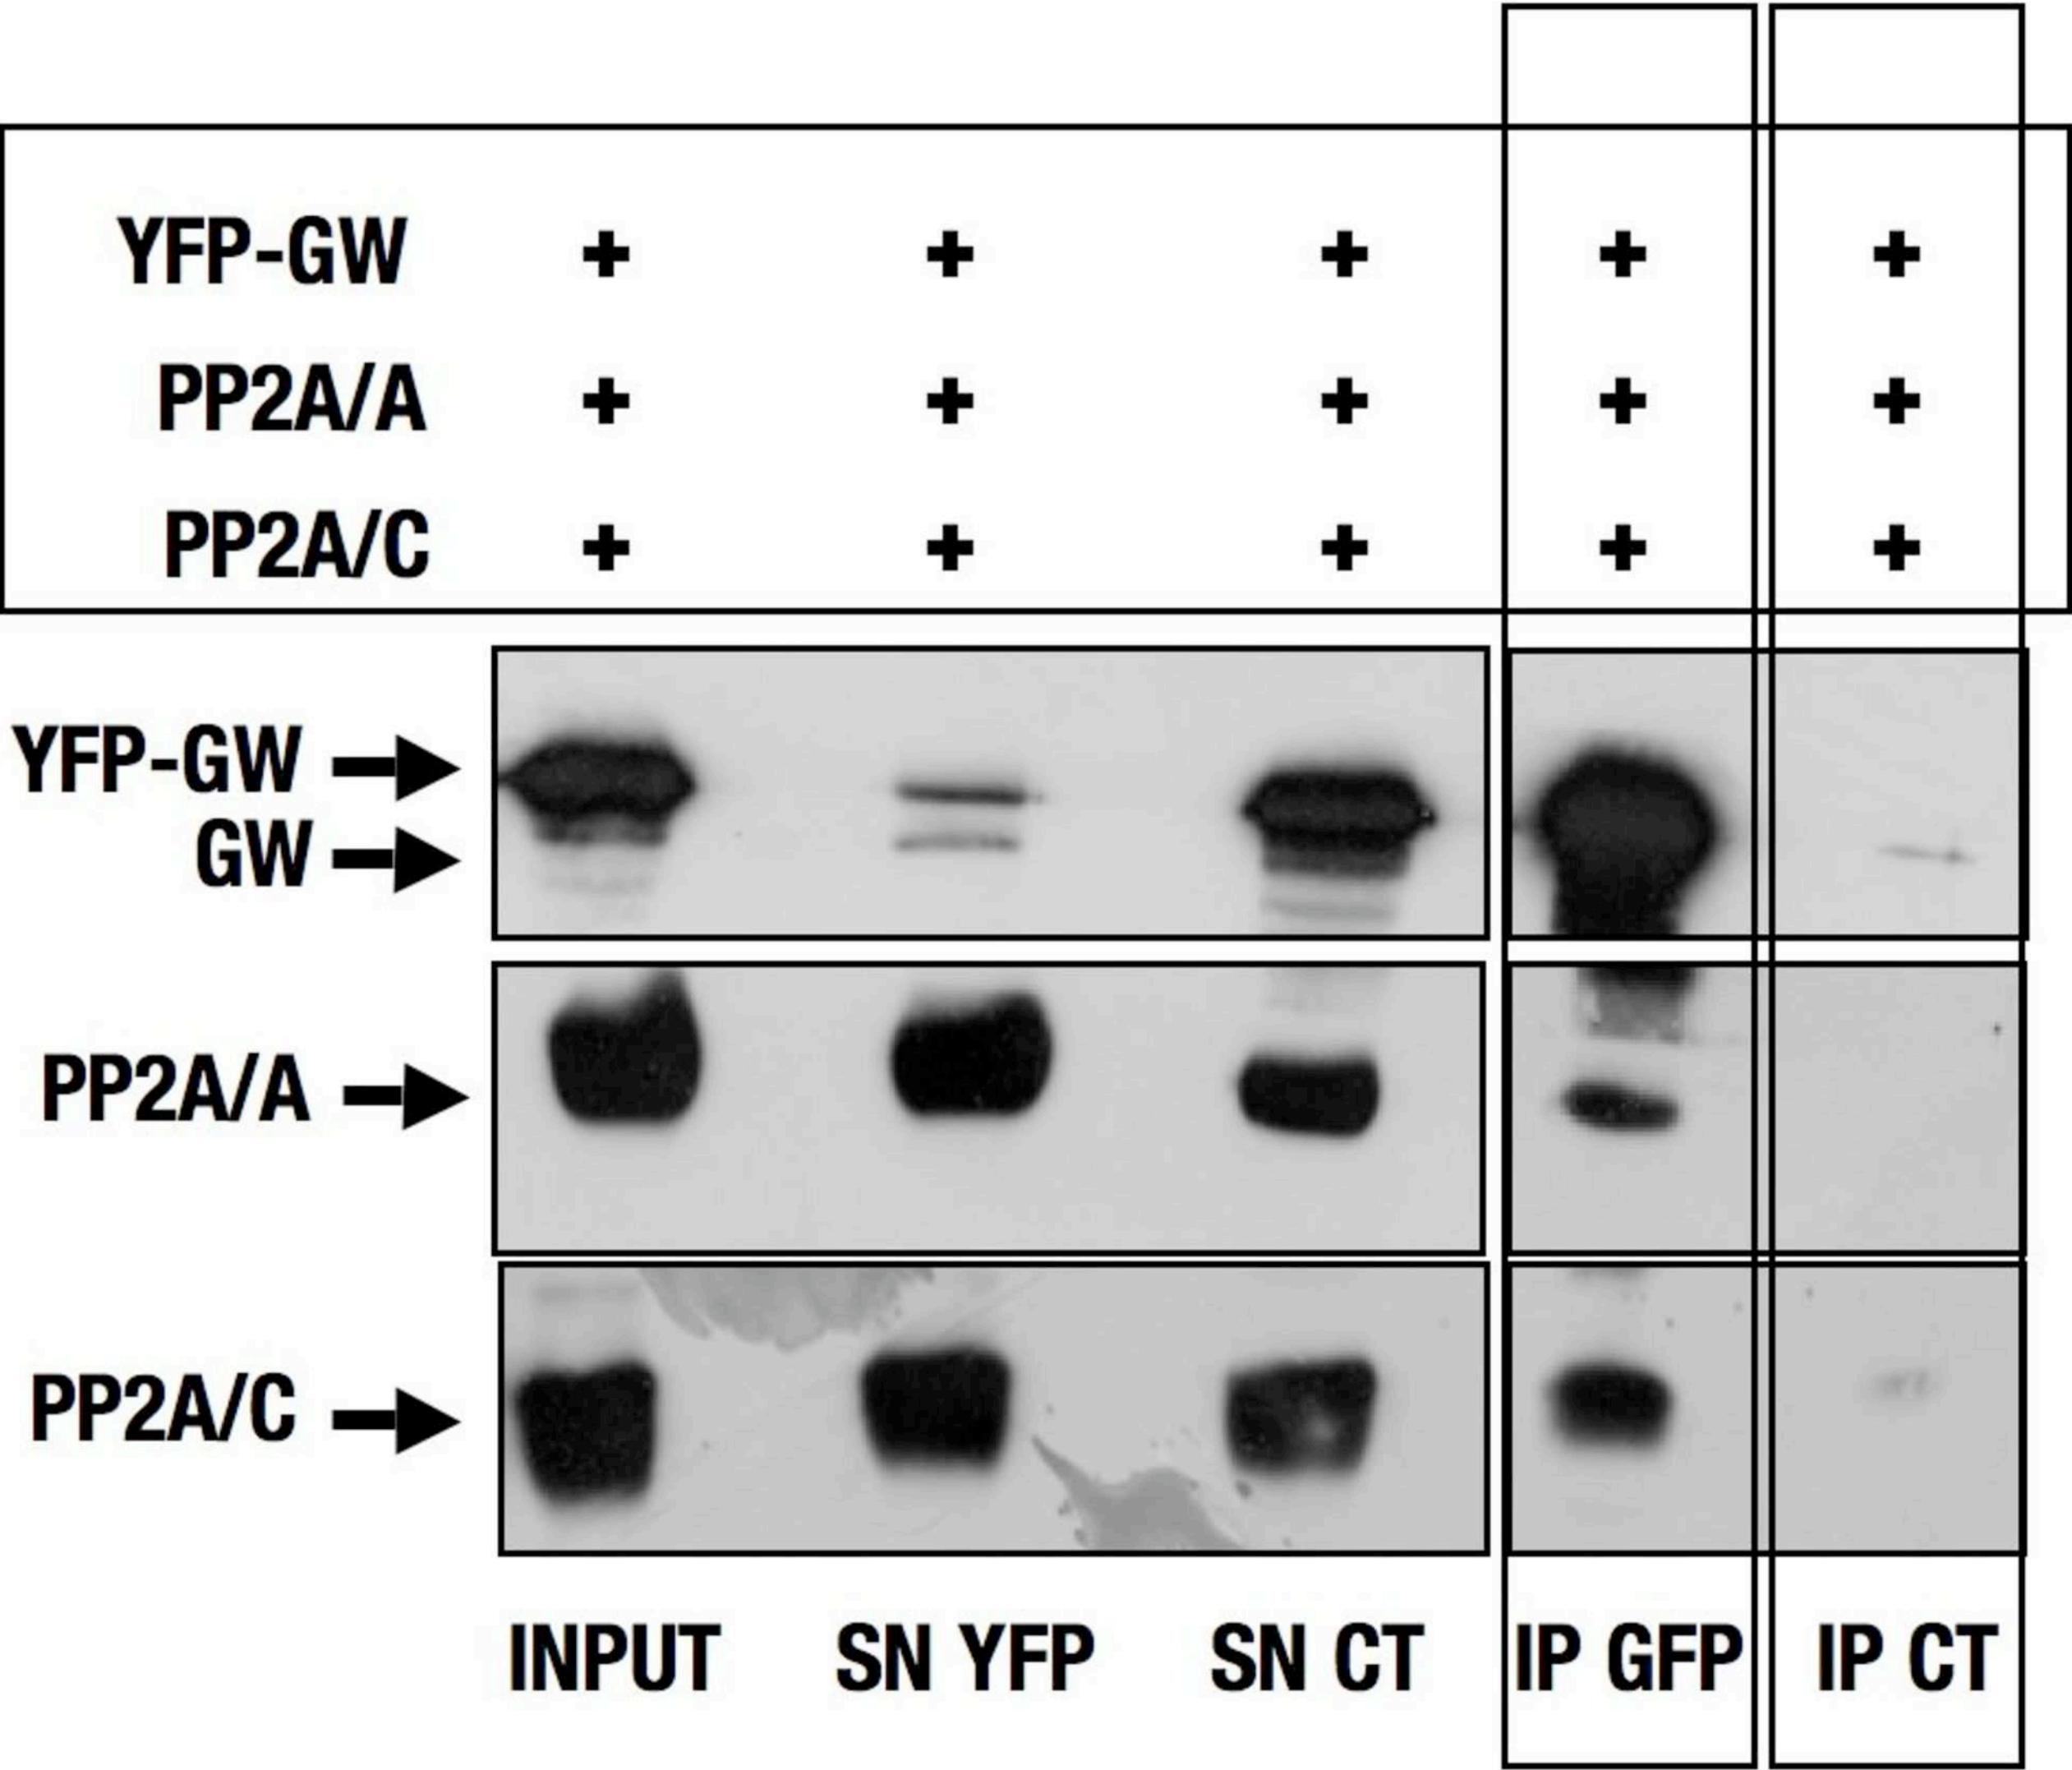 YFP-GW + + + + +
PP2A/A + + + + +
PP2A/C + + + + +
YFP-GW
GW
PP2A/A
PP2A/C
INPUT SN YFP SN CT IP GFP IP CT